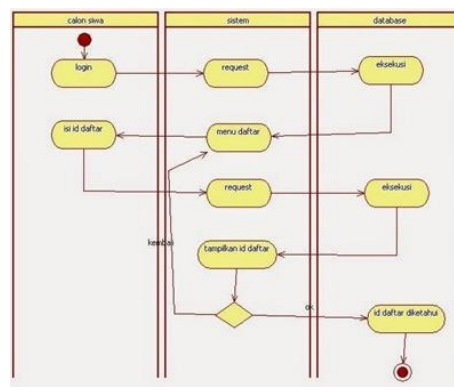 calon siwa
sistem
database
login
request
eksekusi
isi id daftar
menu daftar
request
eksekusi
kembali
tampilkan id daftar
ok
id daftar diketahui